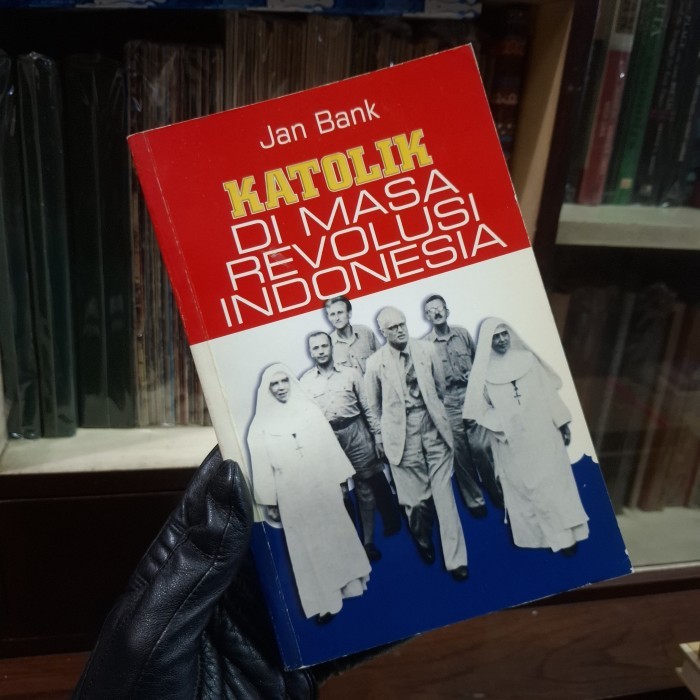 Jan Bank
KATOLIK
DI MASA
REVOLUSI
INDONESIA